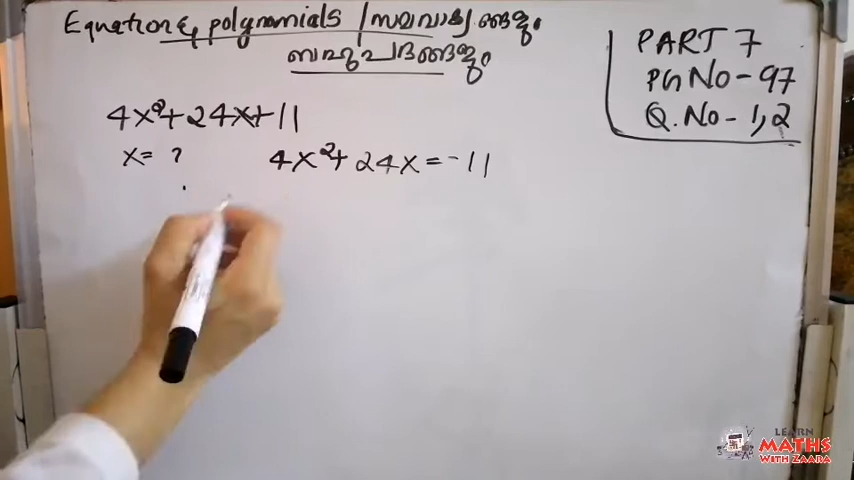 Equation & polynomials / സമവാക്യങ്ങളും
ബഹുപദങ്ങളും
PART 7
PG No - 97
Q. No - 1, 2
4x²+24x+11
x= ?
4x²+ 24x = -11
LEARN
MATHS
WITH ZAARA